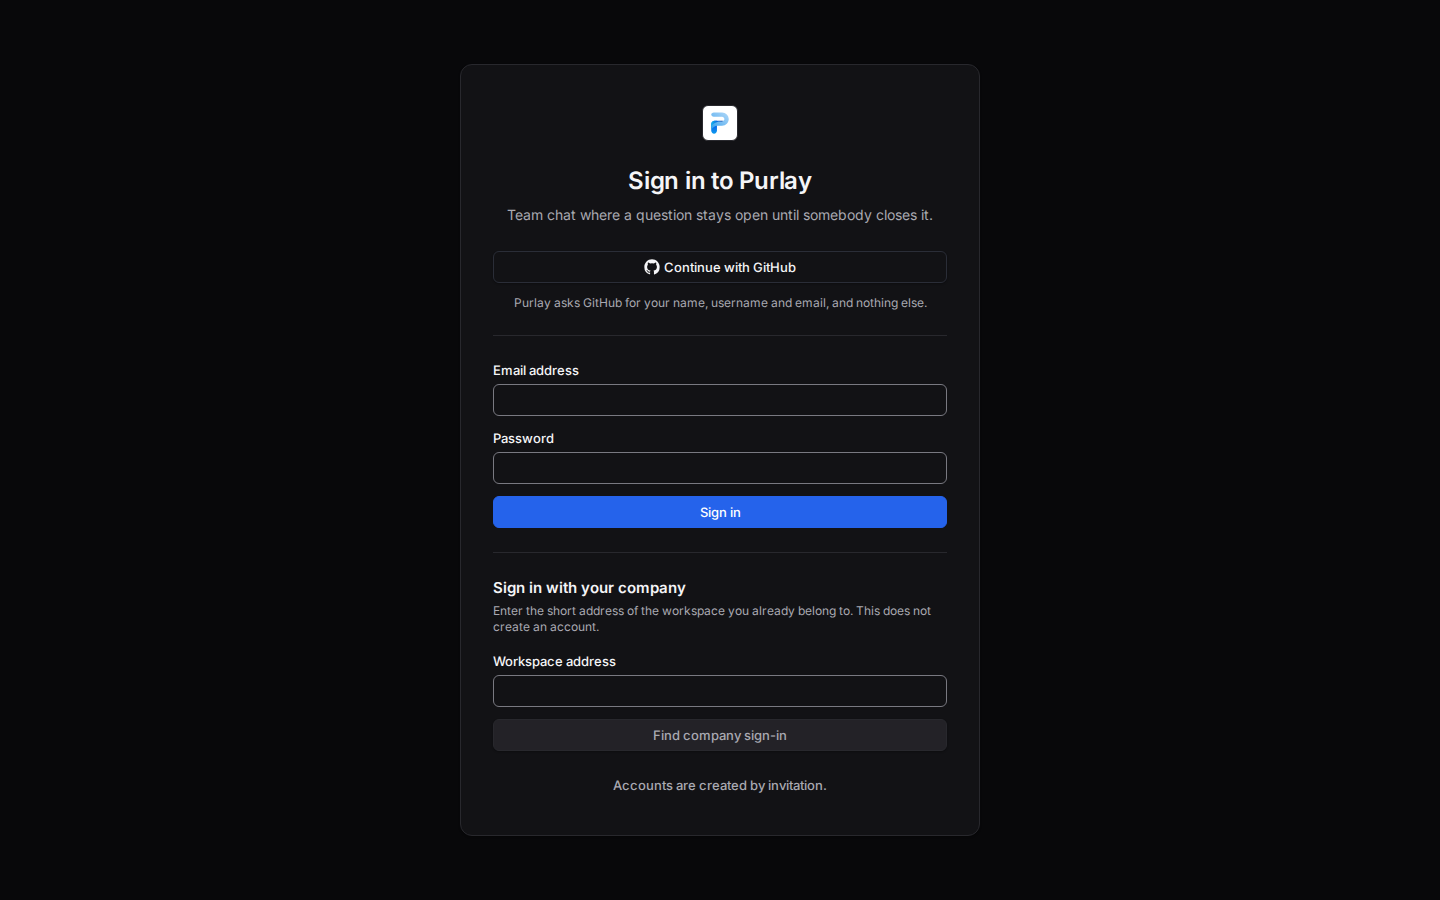 Sign in to Purlay
Team chat where a question stays open until somebody closes it.
Continue with GitHub
Purlay asks GitHub for your name, username and email, and nothing else.
Email address
Password
Sign in
Sign in with your company
Enter the short address of the workspace you already belong to. This does not
create an account.
Workspace address
Find company sign-in
Accounts are created by invitation.